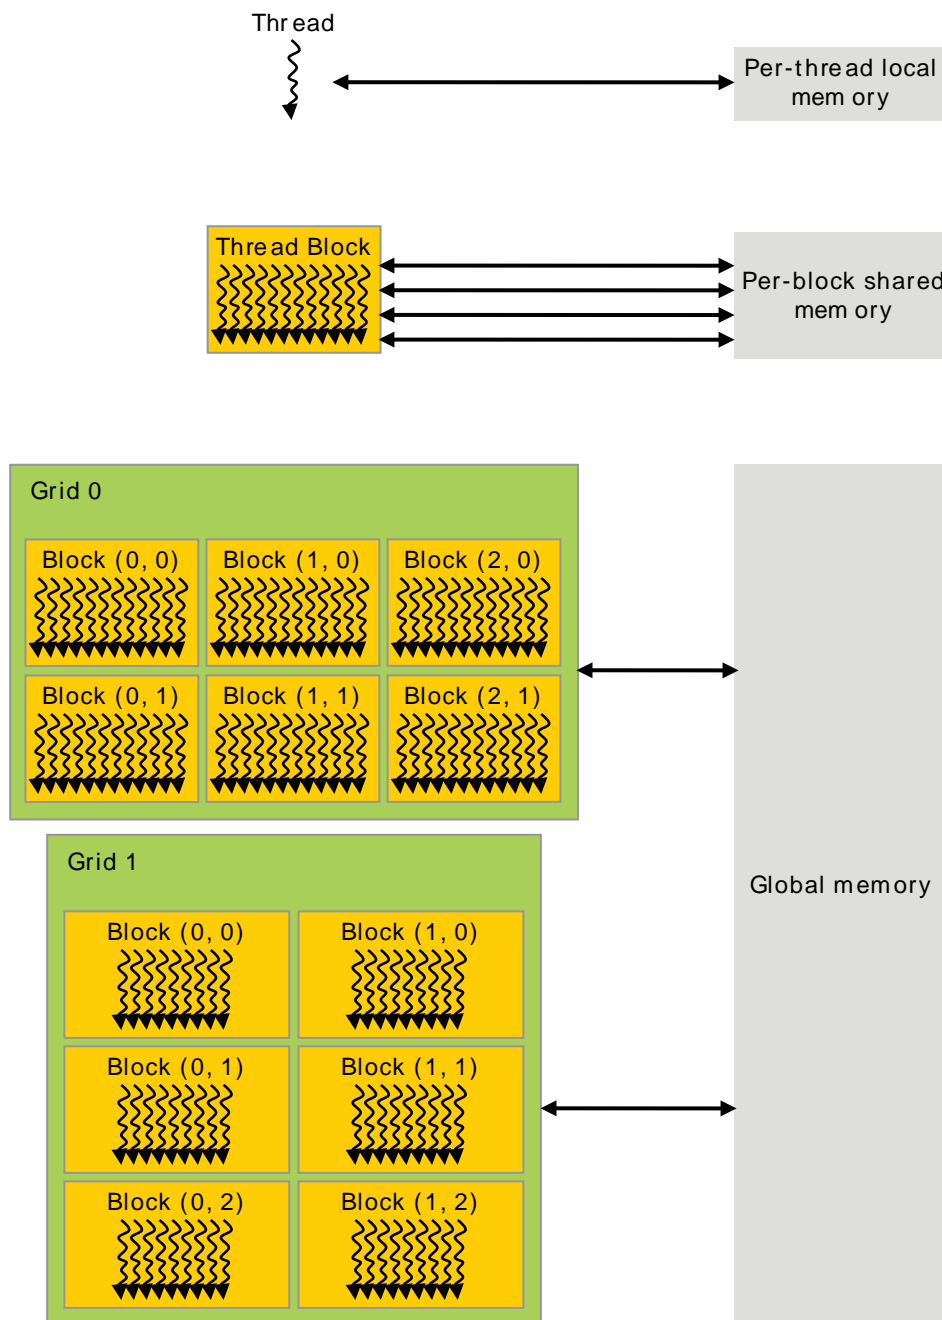 Thread
Per-thread local
memory
Thread Block
Per-block shared
memory
Grid 0
Block (0, 0)
Block (1, 0)
Block (2, 0)
Block (0, 1)
Block (1, 1)
Block (2, 1)
Global memory
Grid 1
Block (0, 0)
Block (1, 0)
Block (0, 1)
Block (1, 1)
Block (0, 2)
Block (1, 2)